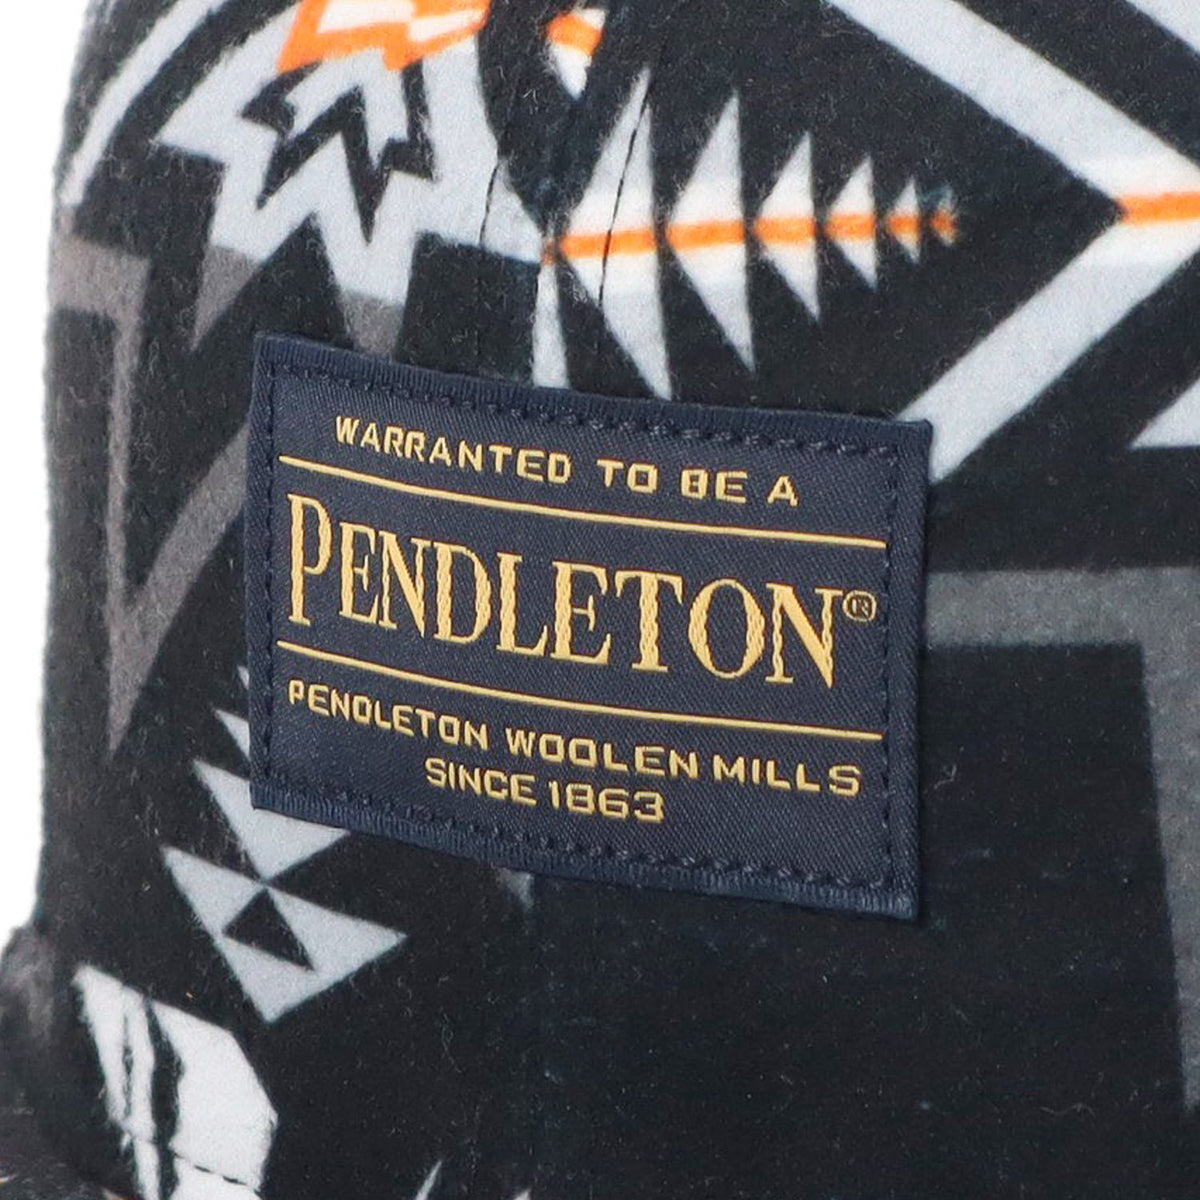 WARRANTED TO BE A
PENDLETON®
PENDLETON WOOLEN MILLS
SINCE 1863